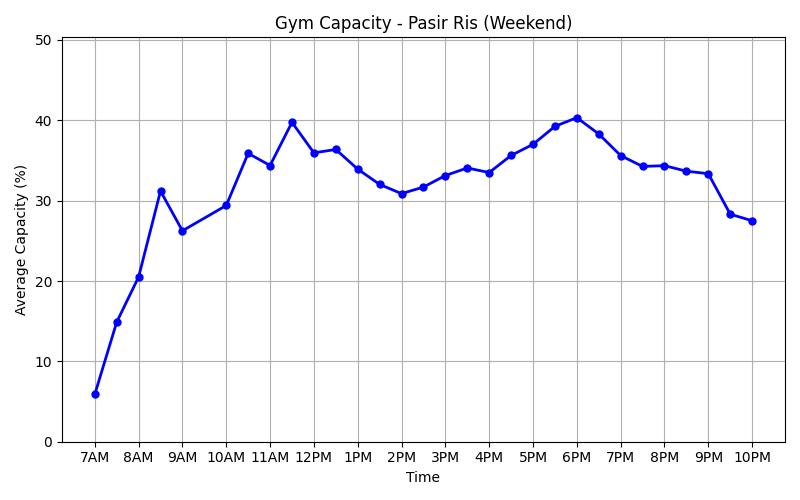 Gym Capacity - Pasir Ris (Weekend)
50
40
30
20
10
0
Average Capacity (%)
7AM 8AM 9AM 10AM 11AM 12PM 1PM 2PM 3PM 4PM 5PM 6PM 7PM 8PM 9PM 10PM
Time